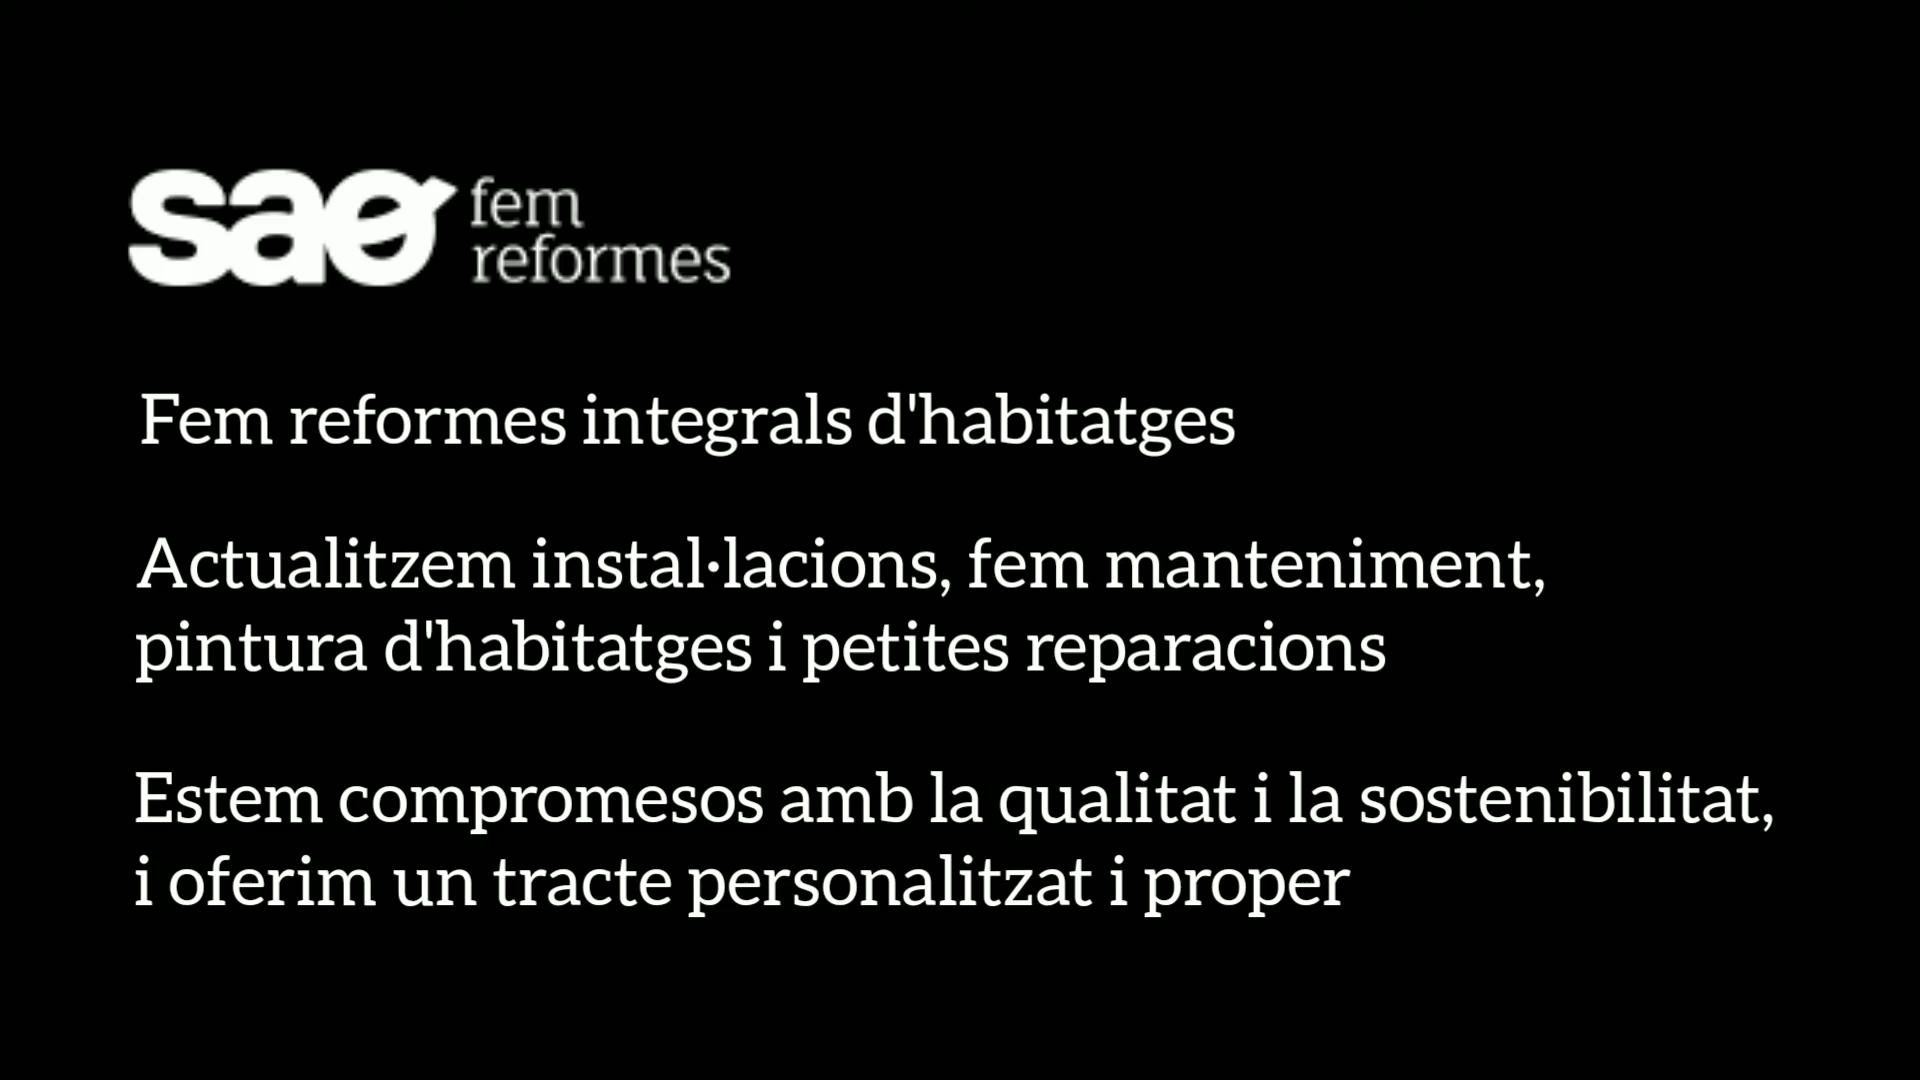 saó fem
reformes
Fem reformes integrals d'habitatges
Actualitzem instal·lacions, fem manteniment,
pintura d'habitatges i petites reparacions
Estem compromesos amb la qualitat i la sostenibilitat,
i oferim un tracte personalitzat i proper